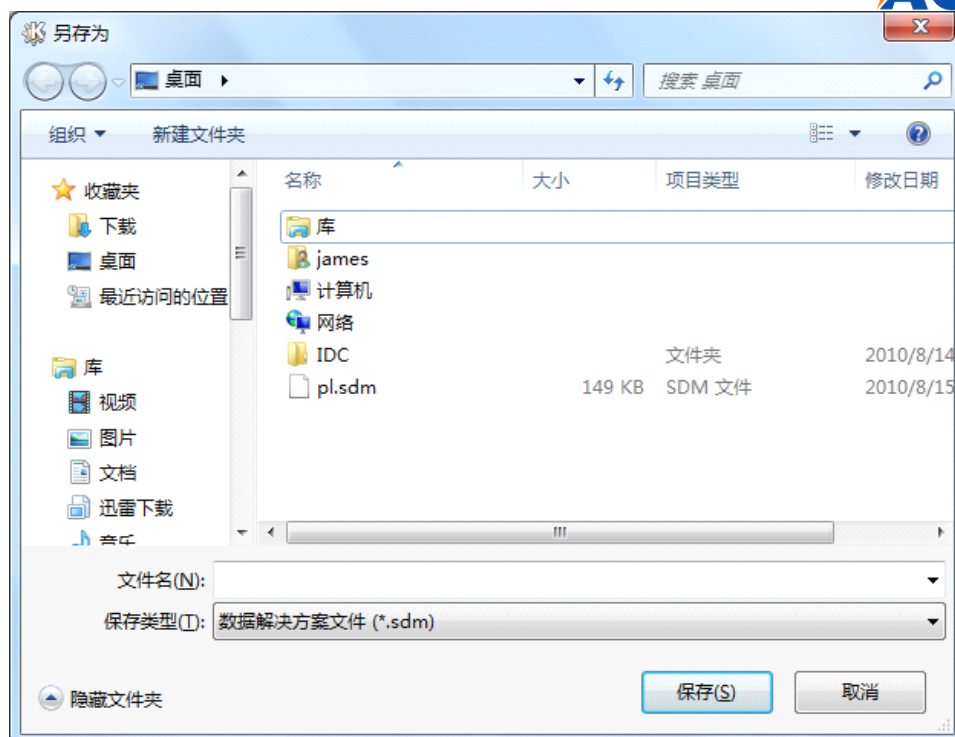 另存为
桌面
搜索 桌面
组织
新建文件夹
名称
大小
项目类型
修改日期
收藏夹
下载
桌面
最近访问的位置
库
视频
图片
文档
迅雷下载
音乐
库
james
计算机
网络
IDC 文件夹 2010/8/14
pl.sdm 149 KB SDM 文件 2010/8/15
文件名(N):
保存类型(T): 数据解决方案文件 (*.sdm)
隐藏文件夹
保存(S)
取消